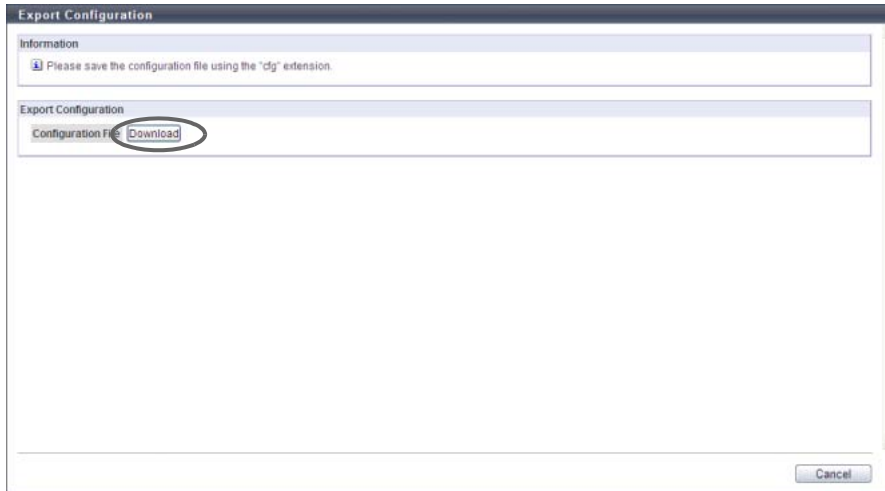 Export Configuration
Information
Please save the configuration file using the "cfg" extension.
Export Configuration
Configuration File Download
Cancel